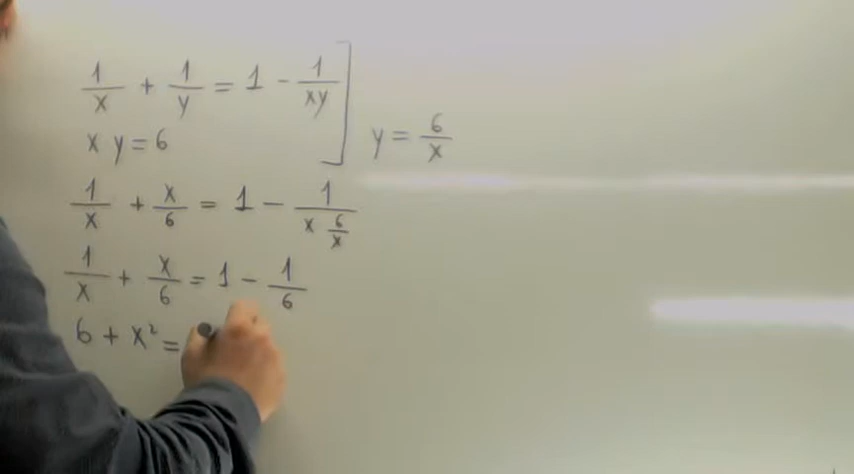 1/x + 1/y = 1 - 1/xy
x y = 6
y = 6/x
1/x + x/6 = 1 - 1/(x 6/x)
1/x + x/6 = 1 - 1/6
6 + x² =